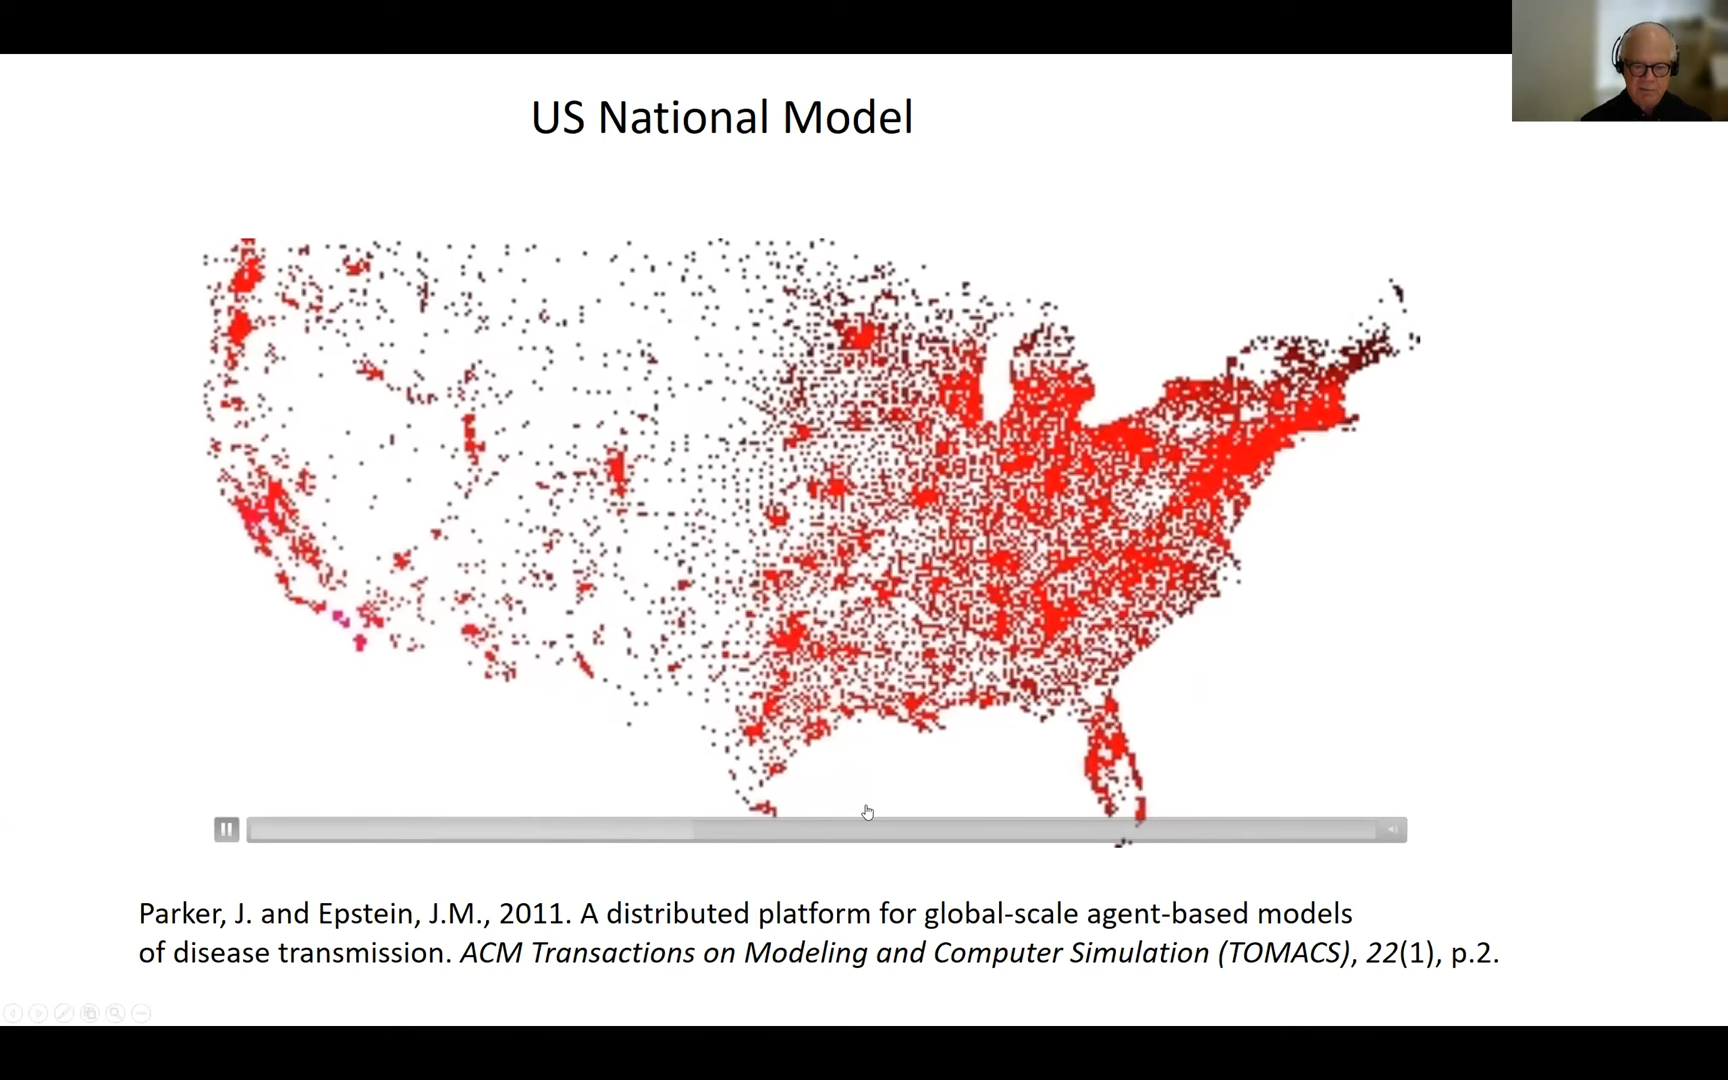 US National Model
Parker, J. and Epstein, J.M., 2011. A distributed platform for global-scale agent-based models
of disease transmission. ACM Transactions on Modeling and Computer Simulation (TOMACS), 22(1), p.2.